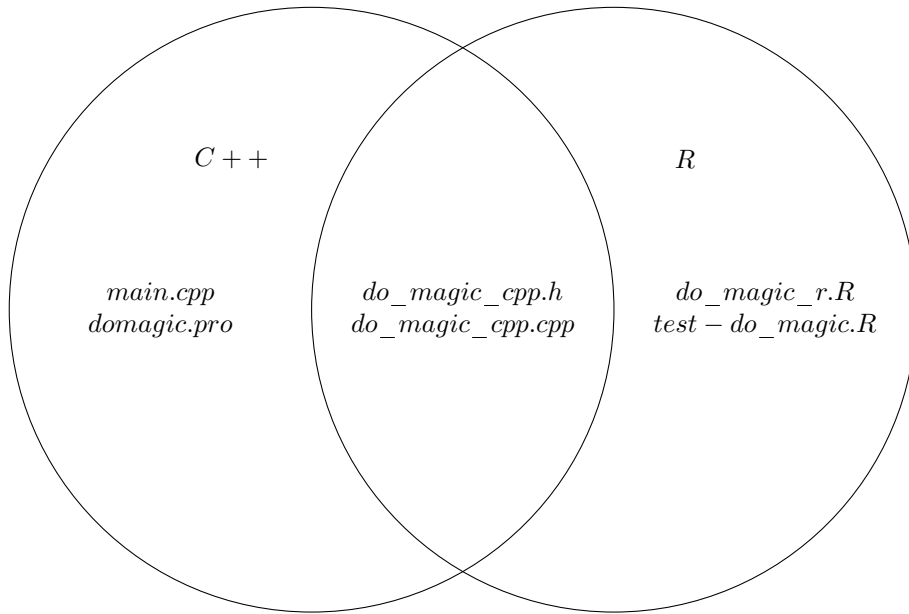 C + +
R
main.cpp
domagic.pro
do_magic_cpp.h
do_magic_cpp.cpp
do_magic_r.R
test − do_magic.R